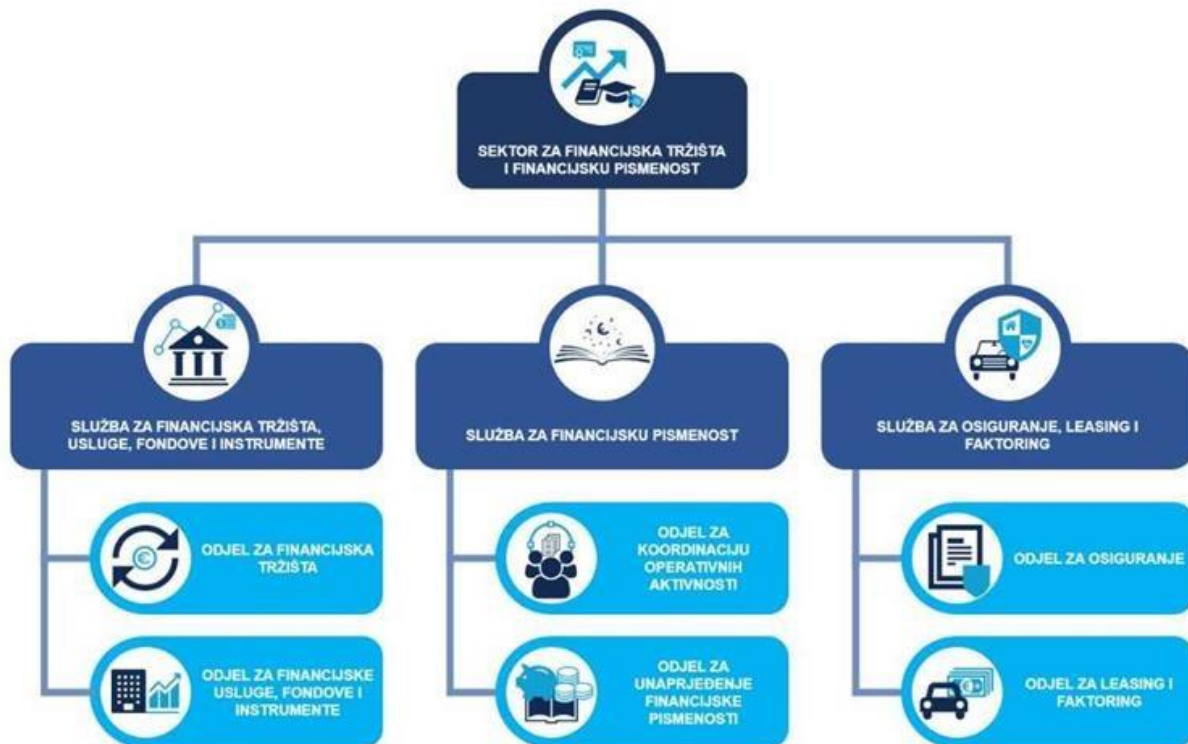 SEKTOR ZA FINANCIJSKA TRŽIŠTA
I FINANCIJSKU PISMENOST
SLUŽBA ZA FINANCIJSKA TRŽIŠTA,
USLUGE, FONDOVE I INSTRUMENTE
SLUŽBA ZA FINANCIJSKU PISMENOST
SLUŽBA ZA OSIGURANJE, LEASING I
FAKTORING
ODJEL ZA FINANCIJSKA
TRŽIŠTA
ODJEL ZA
KOORDINACIJU
OPERATIVNIH
AKTIVNOSTI
ODJEL ZA OSIGURANJE
ODJEL ZA FINANCIJSKE
USLUGE, FONDOVE I
INSTRUMENTE
ODJEL ZA
UNAPRJEĐENJE
FINANCIJSKE
PISMENOSTI
ODJEL ZA LEASING I
FAKTORING